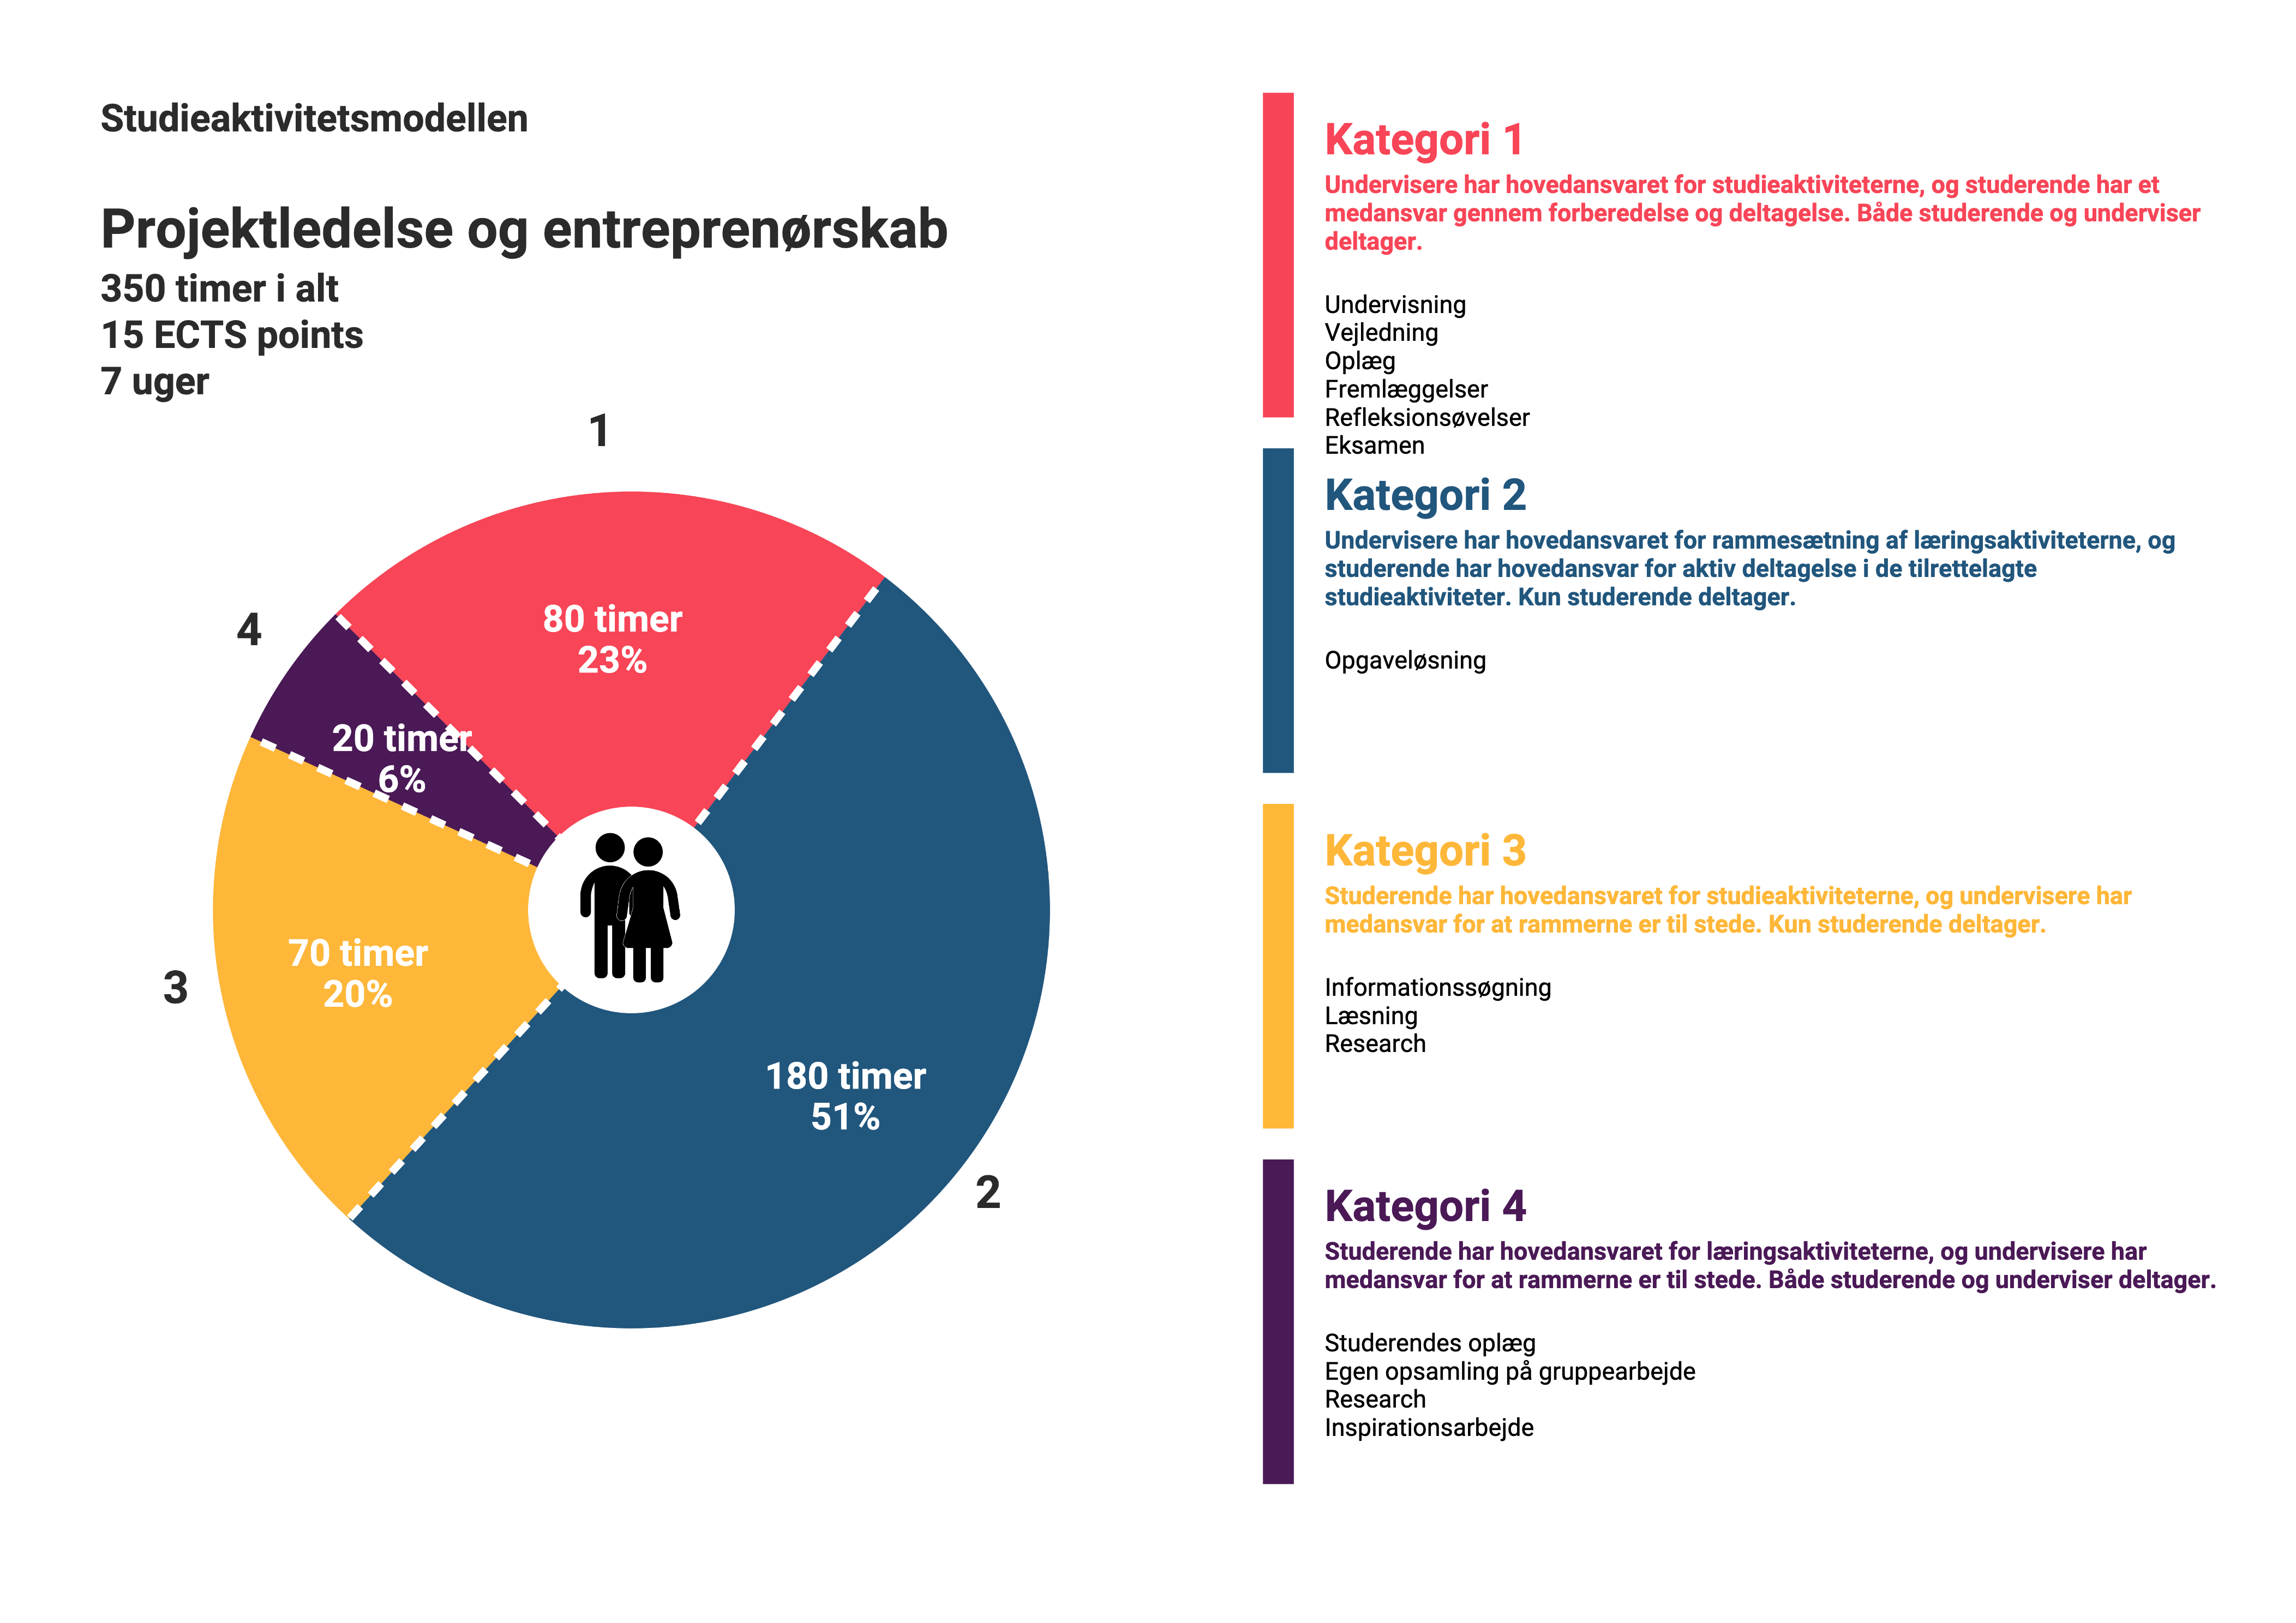 Studieaktivitetsmodellen
Projektledelse og entreprenørskab
350 timer i alt
15 ECTS points
7 uger
1
80 timer
23%
4
20 timer
6%
3
70 timer
20%
180 timer
51%
2
Kategori 1
Undervisere har hovedansvaret for studieaktiviteterne, og studerende har et
medansvar gennem forberedelse og deltagelse. Både studerende og underviser
deltager.
Undervisning
Vejledning
Oplæg
Fremlæggelser
Refleksionsøvelser
Eksamen
Kategori 2
Undervisere har hovedansvaret for rammesætning af læringsaktiviteterne, og
studerende har hovedansvar for aktiv deltagelse i de tilrettelagte
studieaktiviteter. Kun studerende deltager.
Opgaveløsning
Kategori 3
Studerende har hovedansvaret for studieaktiviteterne, og undervisere har
medansvar for at rammerne er til stede. Kun studerende deltager.
Informationssøgning
Læsning
Research
Kategori 4
Studerende har hovedansvaret for læringsaktiviteterne, og undervisere har
medansvar for at rammerne er til stede. Både studerende og underviser deltager.
Studerendes oplæg
Egen opsamling på gruppearbejde
Research
Inspirationsarbejde